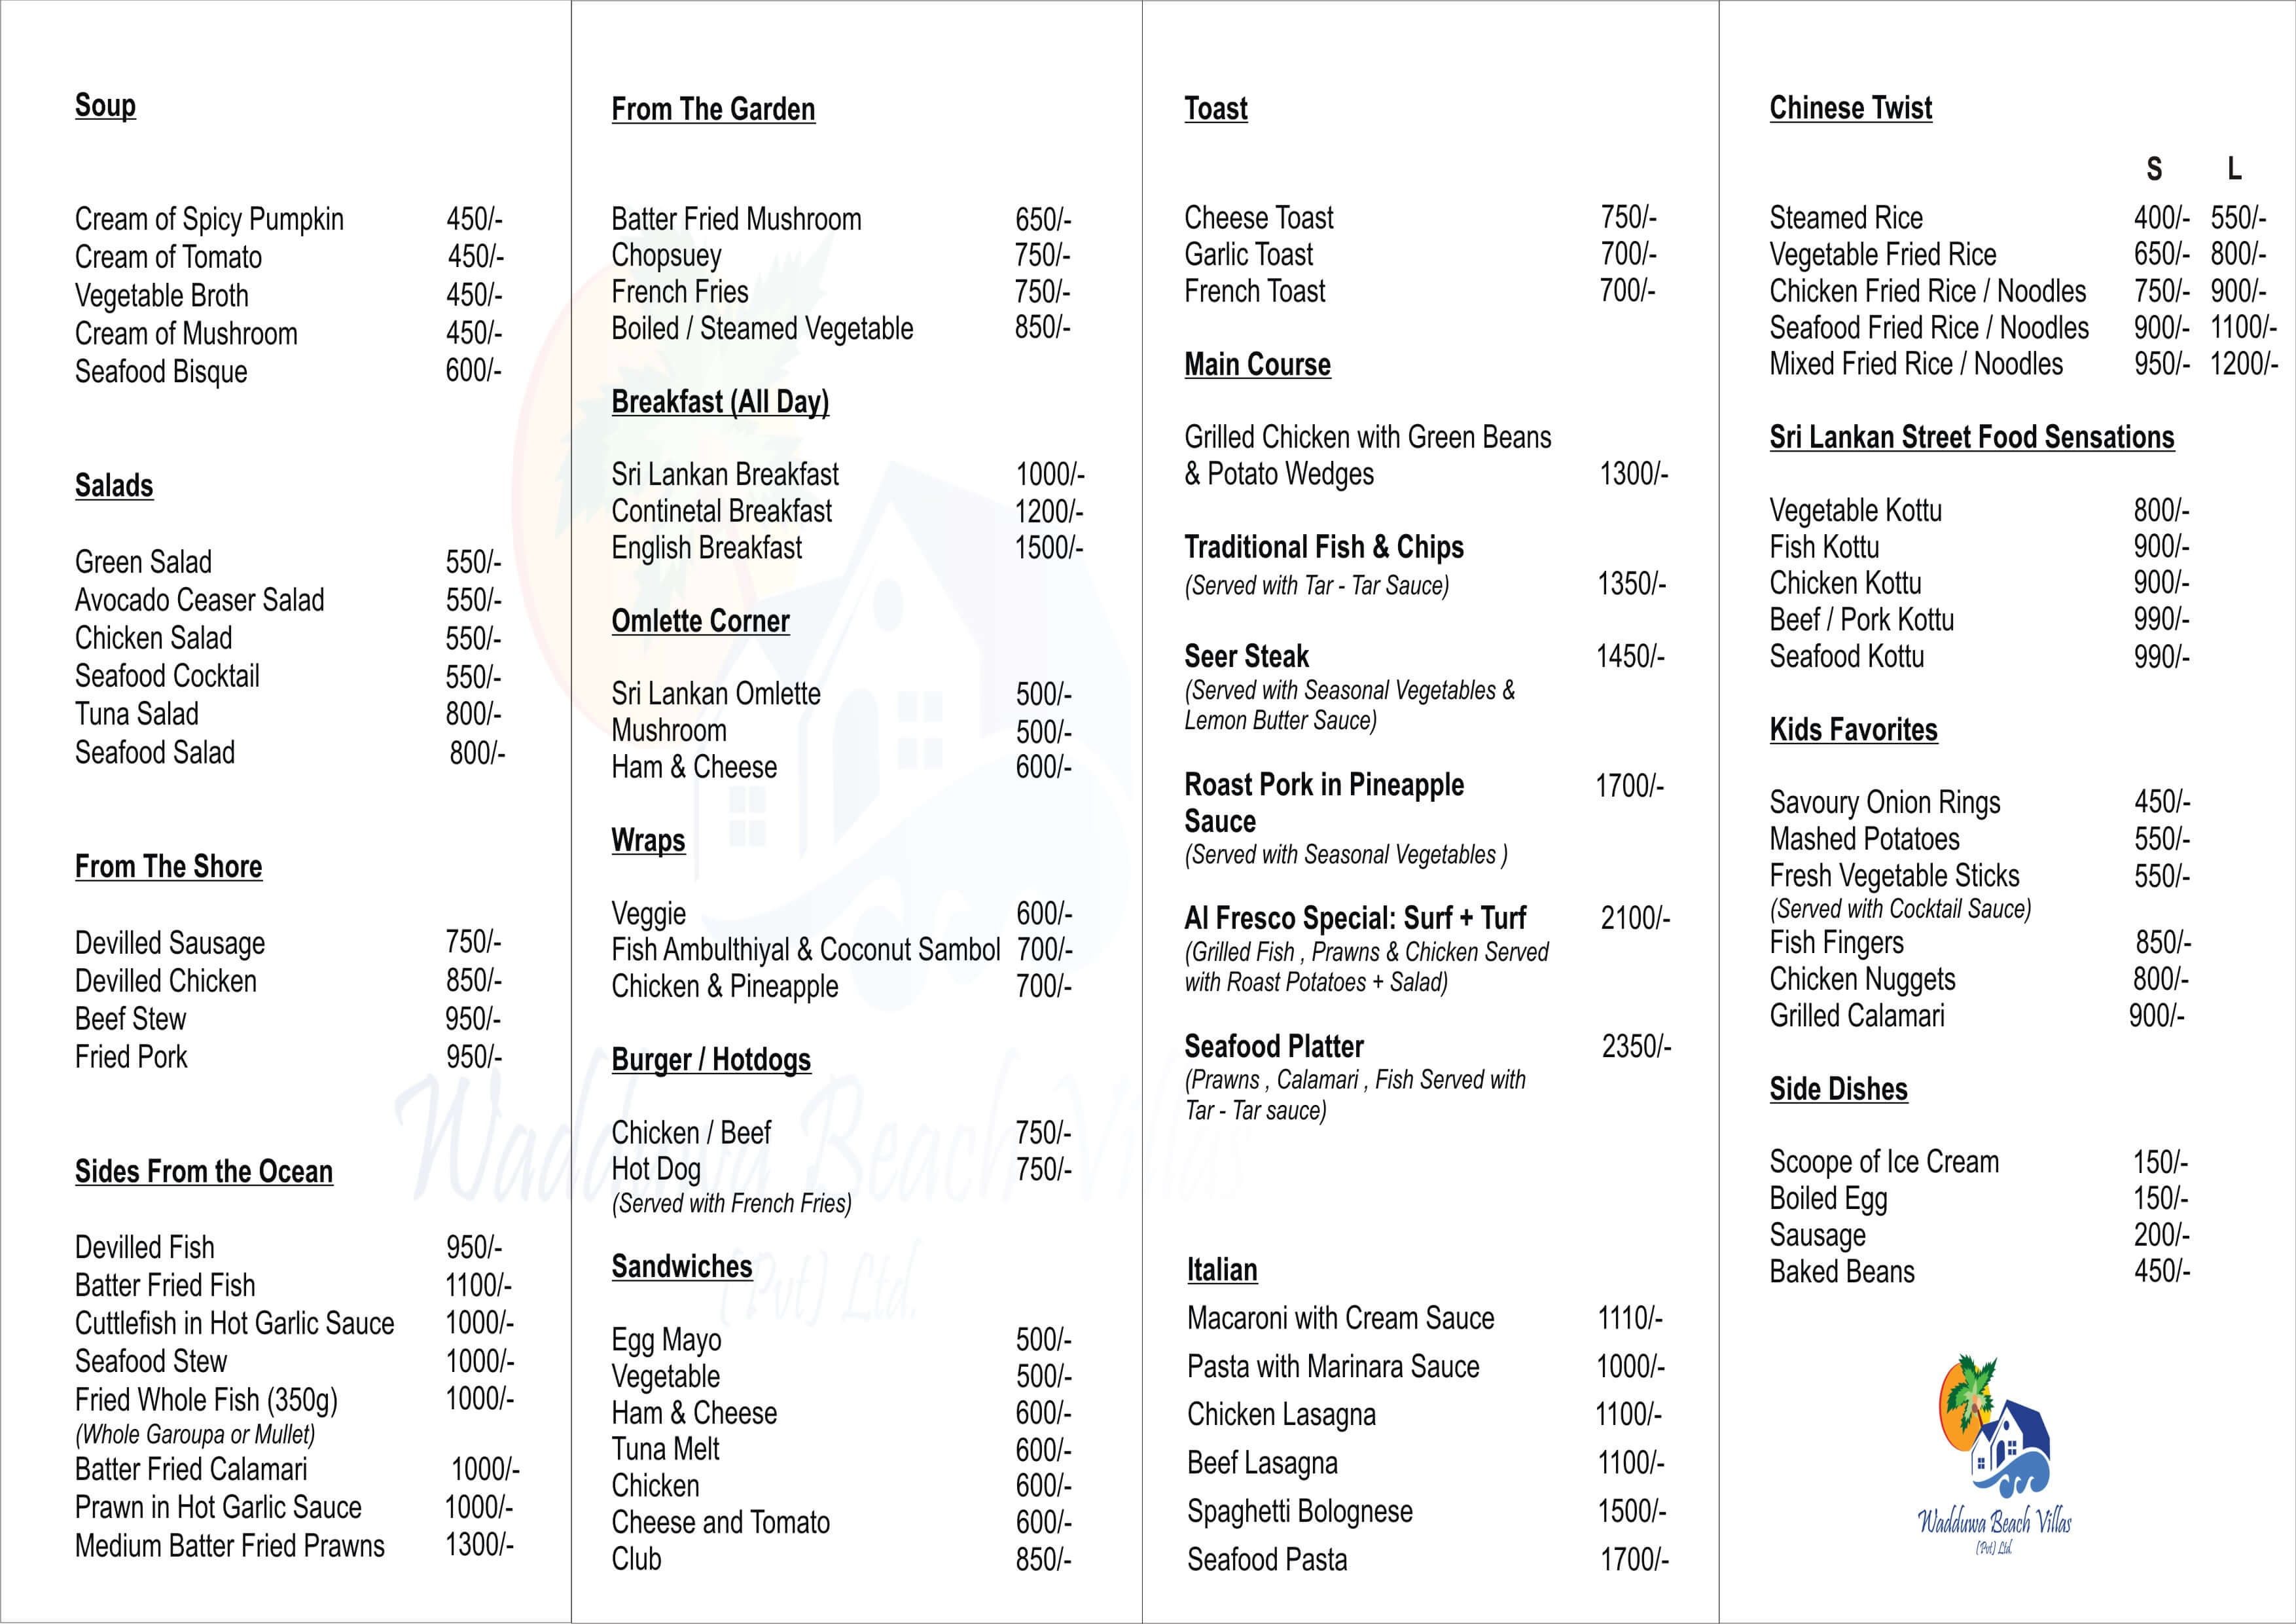 Soup
Cream of Spicy Pumpkin 450/-
Cream of Tomato 450/-
Vegetable Broth 450/-
Cream of Mushroom 450/-
Seafood Bisque 600/-
Salads
Green Salad 550/-
Avocado Ceaser Salad 550/-
Chicken Salad 550/-
Seafood Cocktail 550/-
Tuna Salad 800/-
Seafood Salad 800/-
From The Shore
Devilled Sausage 750/-
Devilled Chicken 850/-
Beef Stew 950/-
Fried Pork 950/-
Sides From the Ocean
Devilled Fish 950/-
Batter Fried Fish 1100/-
Cuttlefish in Hot Garlic Sauce 1000/-
Seafood Stew 1000/-
Fried Whole Fish (350g) 1000/-
(Whole Garoupa or Mullet)
Batter Fried Calamari 1000/-
Prawn in Hot Garlic Sauce 1000/-
Medium Batter Fried Prawns 1300/-
From The Garden
Batter Fried Mushroom 650/-
Chopsuey 750/-
French Fries 750/-
Boiled / Steamed Vegetable 850/-
Breakfast (All Day)
Sri Lankan Breakfast 1000/-
Continetal Breakfast 1200/-
English Breakfast 1500/-
Omlette Corner
Sri Lankan Omlette 500/-
Mushroom 500/-
Ham & Cheese 600/-
Wraps
Veggie 600/-
Fish Ambulthiyal & Coconut Sambol 700/-
Chicken & Pineapple 700/-
Burger / Hotdogs
Chicken / Beef 750/-
Hot Dog 750/-
(Served with French Fries)
Sandwiches
Egg Mayo 500/-
Vegetable 500/-
Ham & Cheese 600/-
Tuna Melt 600/-
Chicken 600/-
Cheese and Tomato 600/-
Club 850/-
Wadduwa Beach Villas
(Pvt) Ltd.
Toast
Cheese Toast 750/-
Garlic Toast 700/-
French Toast 700/-
Main Course
Grilled Chicken with Green Beans
& Potato Wedges 1300/-
Traditional Fish & Chips
(Served with Tar - Tar Sauce) 1350/-
Seer Steak 1450/-
(Served with Seasonal Vegetables &
Lemon Butter Sauce)
Roast Pork in Pineapple 1700/-
Sauce
(Served with Seasonal Vegetables )
Al Fresco Special: Surf + Turf 2100/-
(Grilled Fish , Prawns & Chicken Served
with Roast Potatoes + Salad)
Seafood Platter 2350/-
(Prawns , Calamari , Fish Served with
Tar - Tar sauce)
Italian
Macaroni with Cream Sauce 1110/-
Pasta with Marinara Sauce 1000/-
Chicken Lasagna 1100/-
Beef Lasagna 1100/-
Spaghetti Bolognese 1500/-
Seafood Pasta 1700/-
Chinese Twist
S L
Steamed Rice 400/- 550/-
Vegetable Fried Rice 650/- 800/-
Chicken Fried Rice / Noodles 750/- 900/-
Seafood Fried Rice / Noodles 900/- 1100/-
Mixed Fried Rice / Noodles 950/- 1200/-
Sri Lankan Street Food Sensations
Vegetable Kottu 800/-
Fish Kottu 900/-
Chicken Kottu 900/-
Beef / Pork Kottu 990/-
Seafood Kottu 990/-
Kids Favorites
Savoury Onion Rings 450/-
Mashed Potatoes 550/-
Fresh Vegetable Sticks 550/-
(Served with Cocktail Sauce)
Fish Fingers 850/-
Chicken Nuggets 800/-
Grilled Calamari 900/-
Side Dishes
Scoope of Ice Cream 150/-
Boiled Egg 150/-
Sausage 200/-
Baked Beans 450/-
Wadduwa Beach Villas
(Pvt) Ltd.